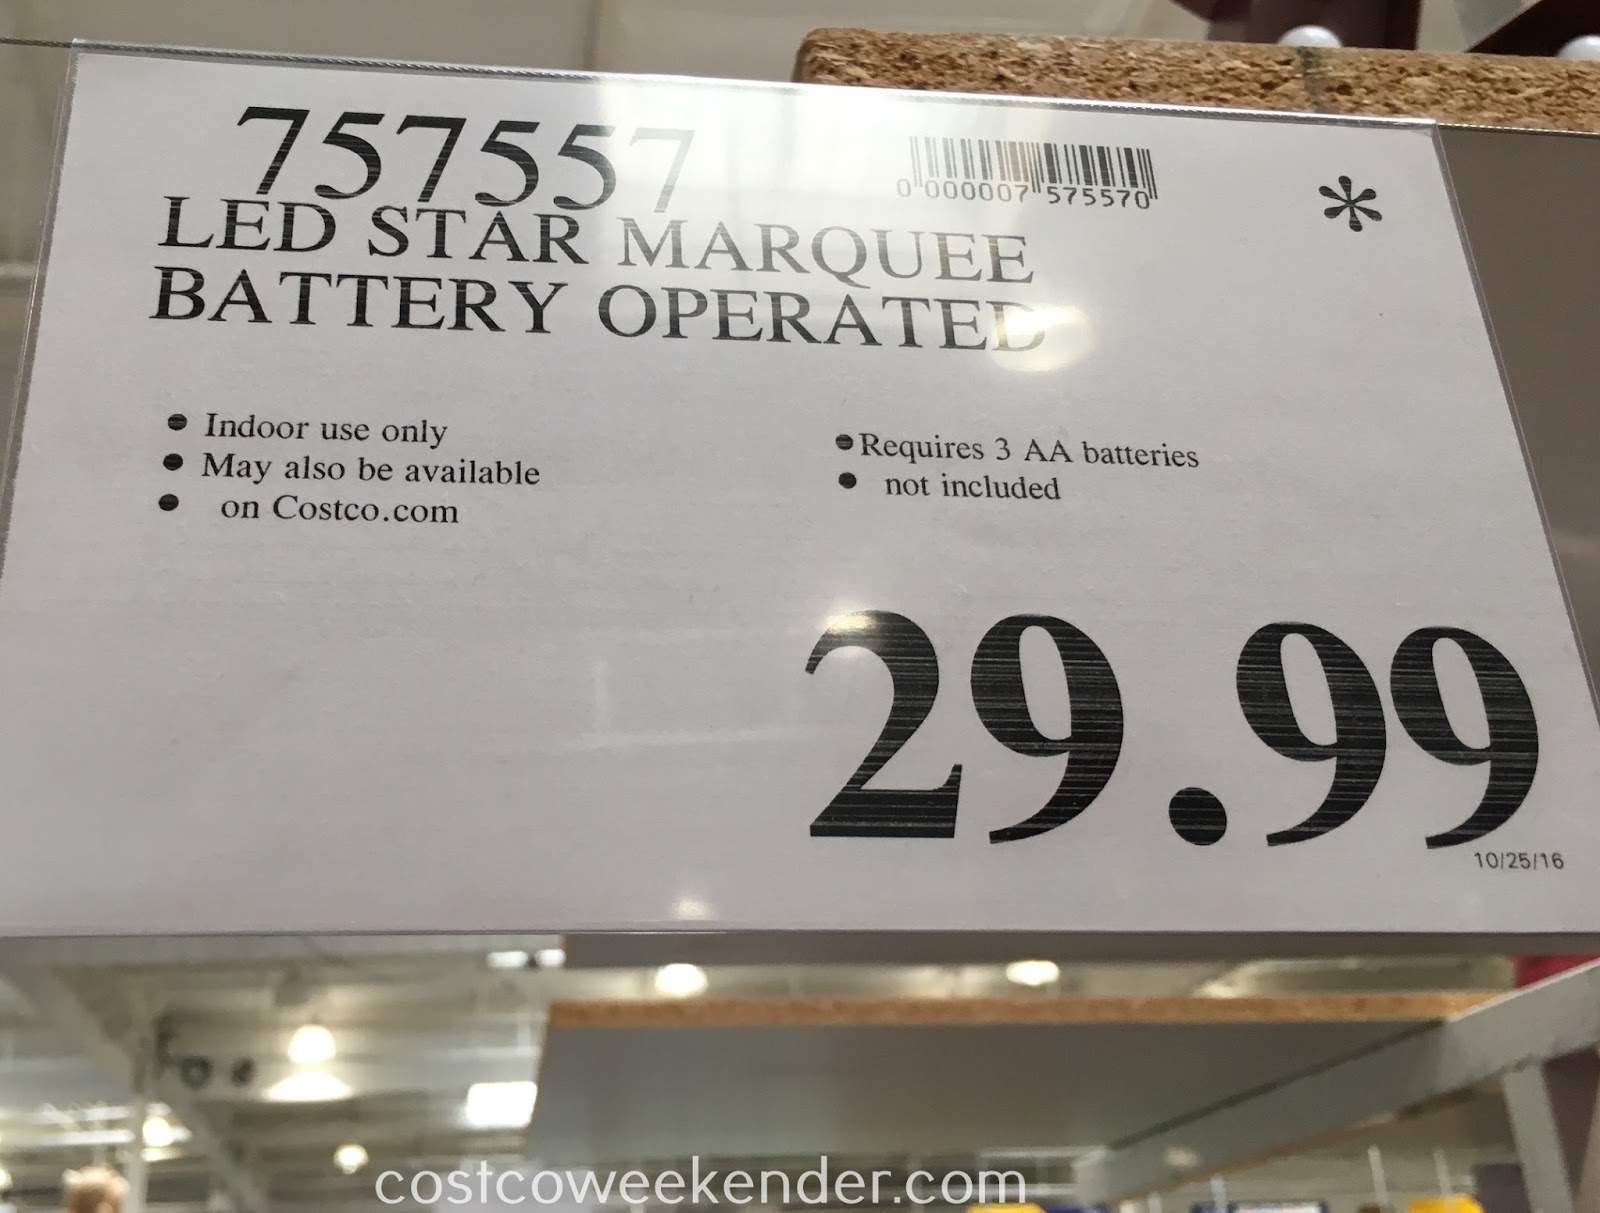 757557
0 000007 575570
*
LED STAR MARQUEE
BATTERY OPERATED
• Indoor use only
• May also be available
• on Costco.com
• Requires 3 AA batteries
• not included
29.99
10/25/16
costcoweekender.com